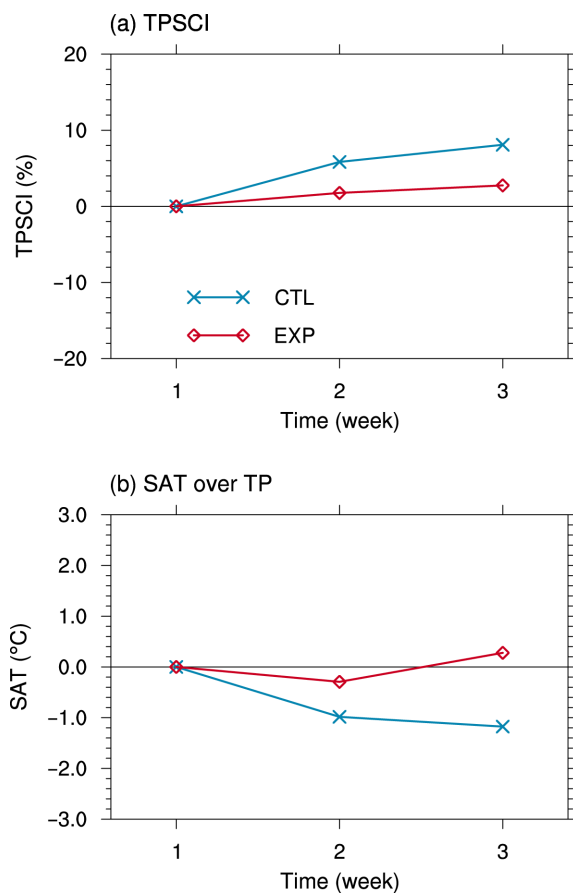 (a) TPSCI
20
10
0
−10
−20
TPSCI (%)
CTL
EXP
1 2 3
Time (week)
(b) SAT over TP
3.0
2.0
1.0
0.0
−1.0
−2.0
−3.0
SAT (°C)
1 2 3
Time (week)